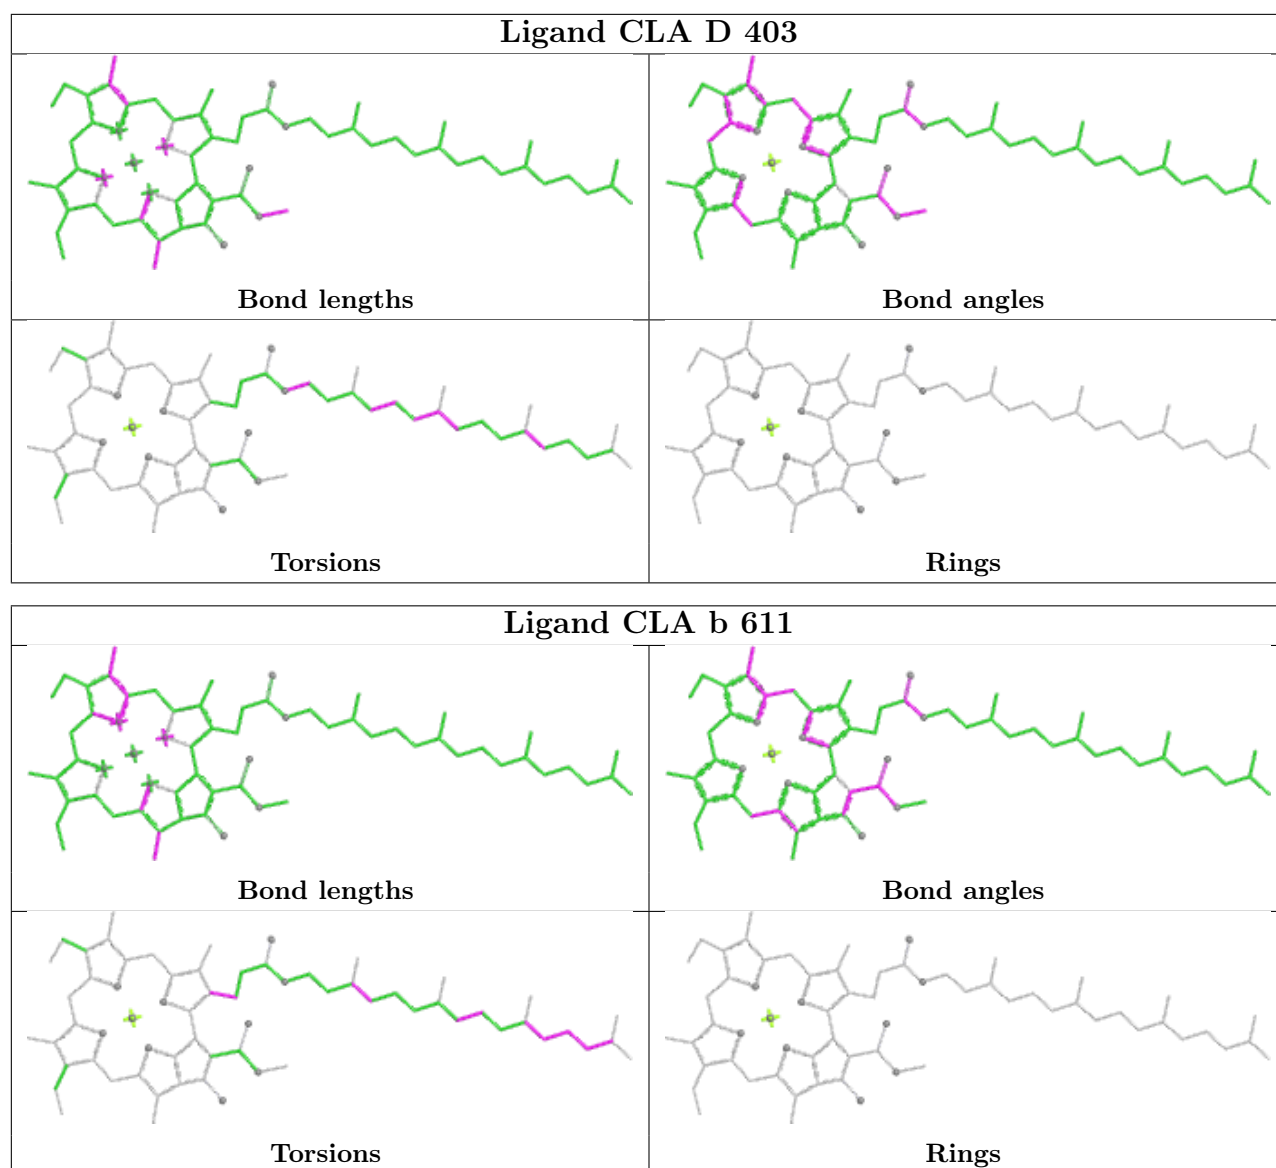 Ligand CLA D 403
Bond lengths
Bond angles
Torsions
Rings
Ligand CLA b 611
Bond lengths
Bond angles
Torsions
Rings